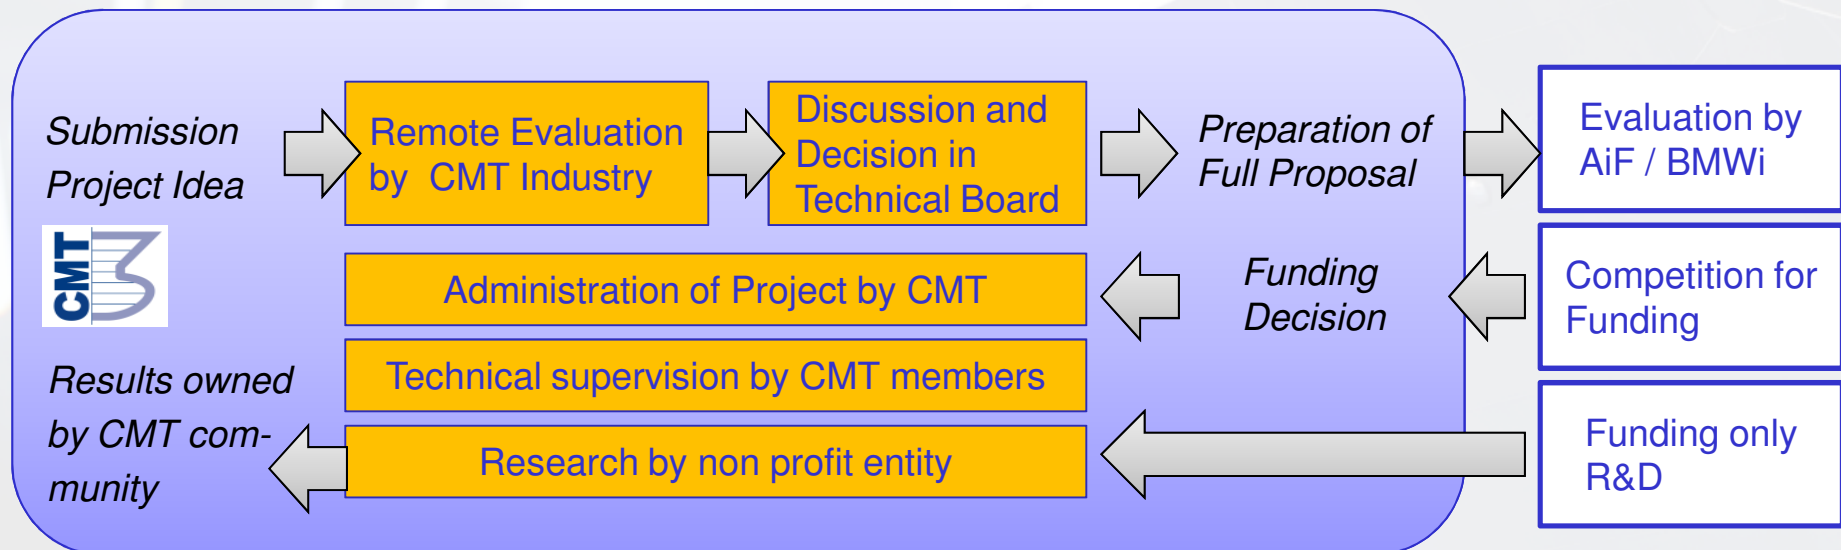 Submission
Project Idea
Remote Evaluation
by CMT Industry
Discussion and
Decision in
Technical Board
Preparation of
Full Proposal
Evaluation by
AiF / BMWi
CMT
Administration of Project by CMT
Funding
Decision
Competition for
Funding
Technical supervision by CMT members
Results owned
by CMT com-
munity
Research by non profit entity
Funding only
R&D